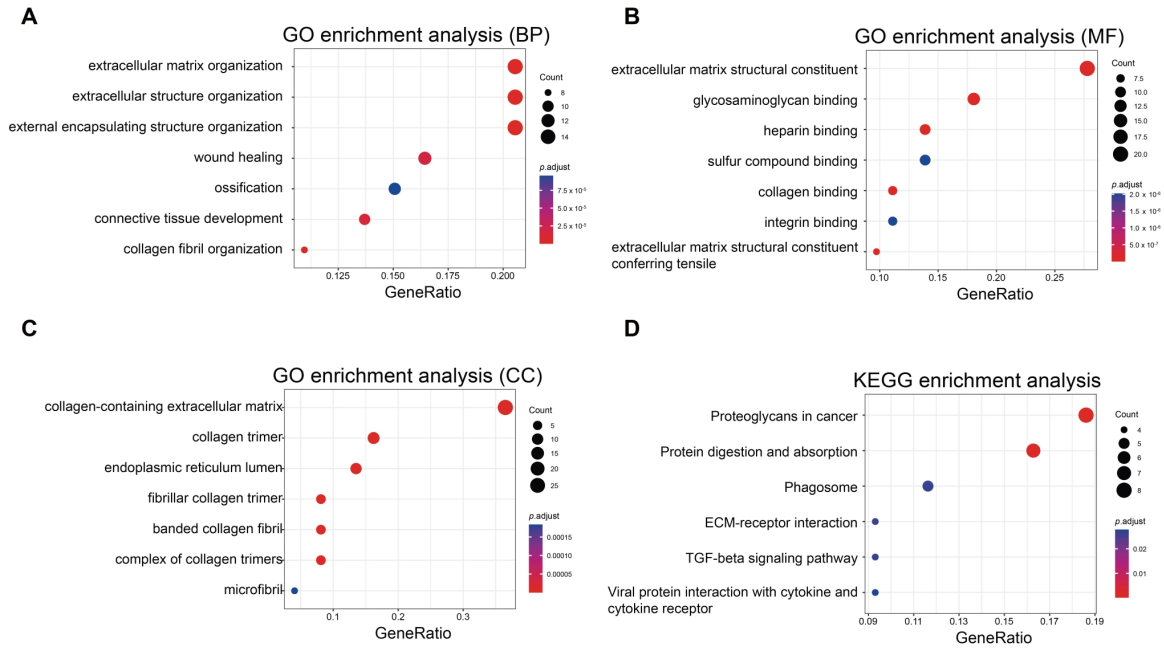 A
GO enrichment analysis (BP)
extracellular matrix organization
extracellular structure organization
external encapsulating structure organization
wound healing
ossification
connective tissue development
collagen fibril organization
0.125 0.150 0.175 0.200
GeneRatio
Count
8
10
12
14
p.adjust
7.5 x 10-5
5.0 x 10-5
2.5 x 10-5
B
GO enrichment analysis (MF)
extracellular matrix structural constituent
glycosaminoglycan binding
heparin binding
sulfur compound binding
collagen binding
integrin binding
extracellular matrix structural constituent
conferring tensile
0.10 0.15 0.20 0.25
GeneRatio
Count
7.5
10.0
12.5
15.0
17.5
20.0
p.adjust
2.0 x 10-6
1.5 x 10-6
1.0 x 10-6
5.0 x 10-7
C
GO enrichment analysis (CC)
collagen-containing extracellular matrix
collagen trimer
endoplasmic reticulum lumen
fibrillar collagen trimer
banded collagen fibril
complex of collagen trimers
microfibril
0.1 0.2 0.3
GeneRatio
Count
5
10
15
20
25
p.adjust
0.00015
0.00010
0.00005
D
KEGG enrichment analysis
Proteoglycans in cancer
Protein digestion and absorption
Phagosome
ECM-receptor interaction
TGF-beta signaling pathway
Viral protein interaction with cytokine and
cytokine receptor
0.09 0.11 0.13 0.15 0.17 0.19
GeneRatio
Count
4
5
6
7
8
p.adjust
0.02
0.01